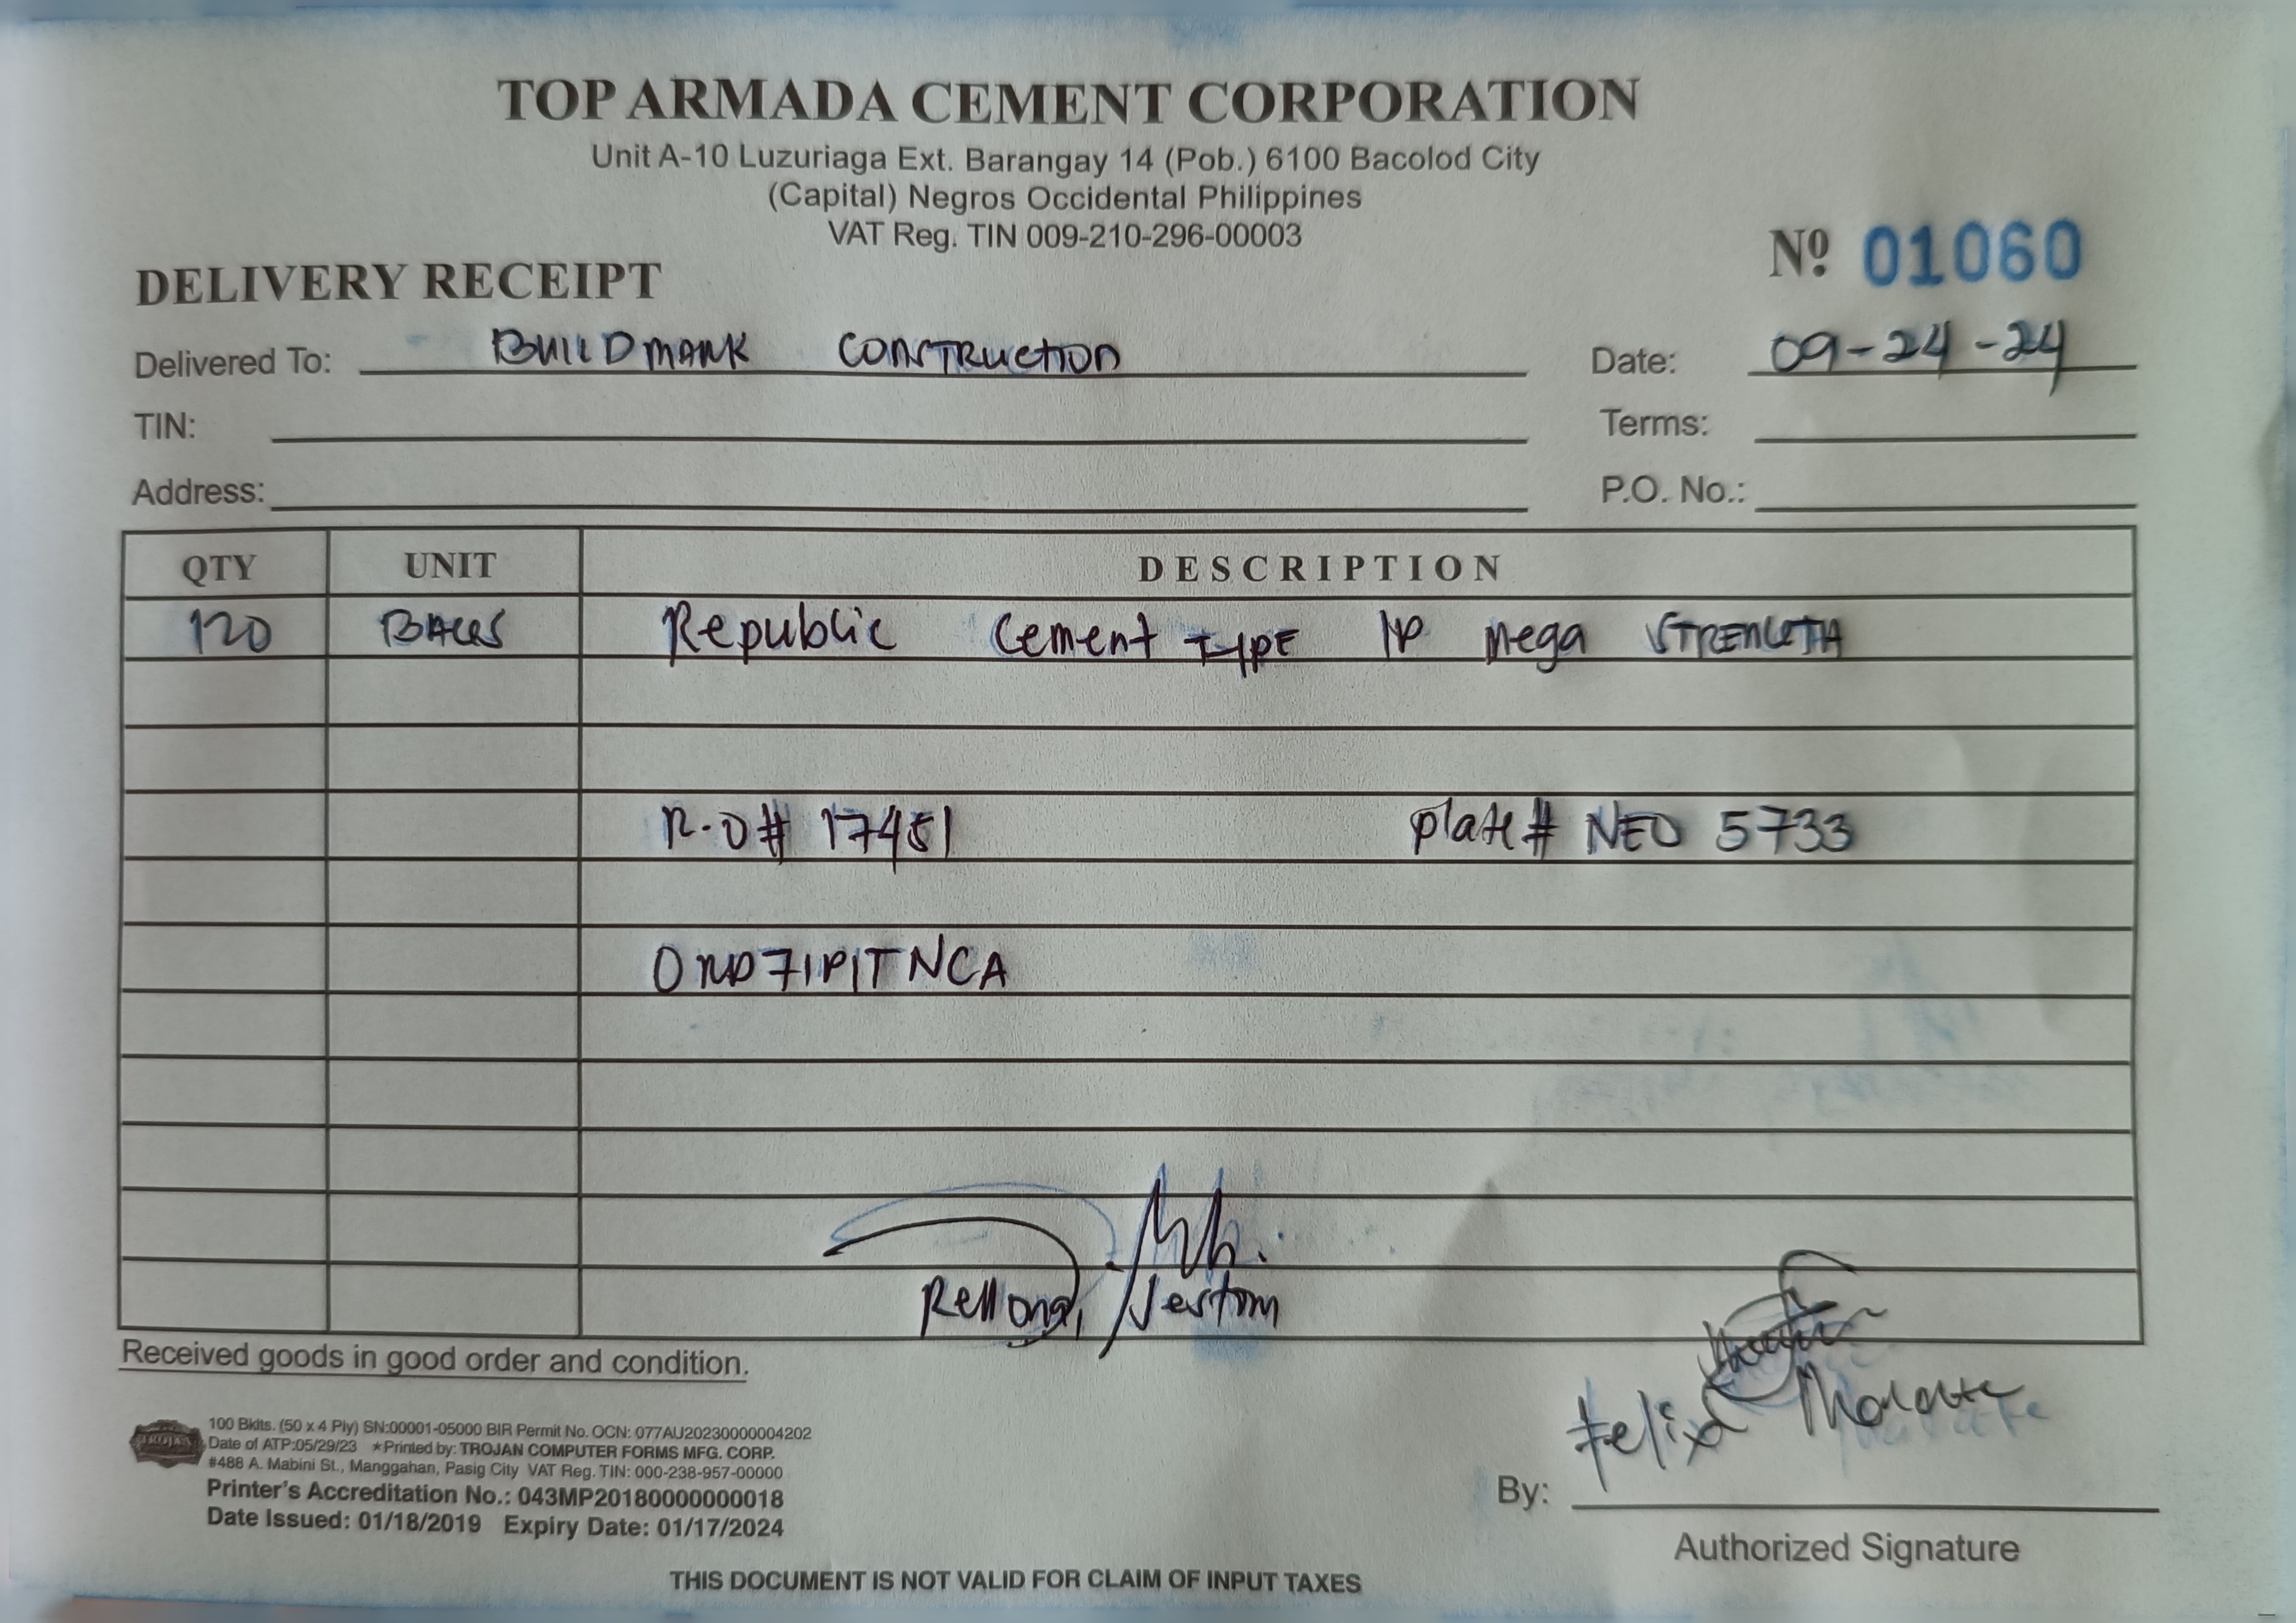 TOP ARMADA CEMENT CORPORATION
Unit A-10 Luzuriaga Ext. Barangay 14 (Pob.) 6100 Bacolod City
(Capital) Negros Occidental Philippines
VAT Reg. TIN 009-210-296-00003
Nº 01060
DELIVERY RECEIPT
Delivered To: BUILDMARK CONSTRUCTION Date: 09-24-24
TIN: Terms:
Address: P.O. No.:
QTY UNIT DESCRIPTION
120 BAGS Republic Cement TYPE 1P Mega STRENGTH
R.O# 17451 Plate# NEO 5733
ORD71P1TNCA
Jestom
Received goods in good order and condition.
Felix
100 Bklts. (50 x 4 Ply) SN:00001-05000 BIR Permit No. OCN: 077AU20230000004202
TROJAN Date of ATP:05/29/23 ★Printed by: TROJAN COMPUTER FORMS MFG. CORP.
#488 A. Mabini St., Manggahan, Pasig City VAT Reg. TIN: 000-238-957-00000
By:
Printer's Accreditation No.: 043MP20180000000018
Date Issued: 01/18/2019 Expiry Date: 01/17/2024
Authorized Signature
THIS DOCUMENT IS NOT VALID FOR CLAIM OF INPUT TAXES